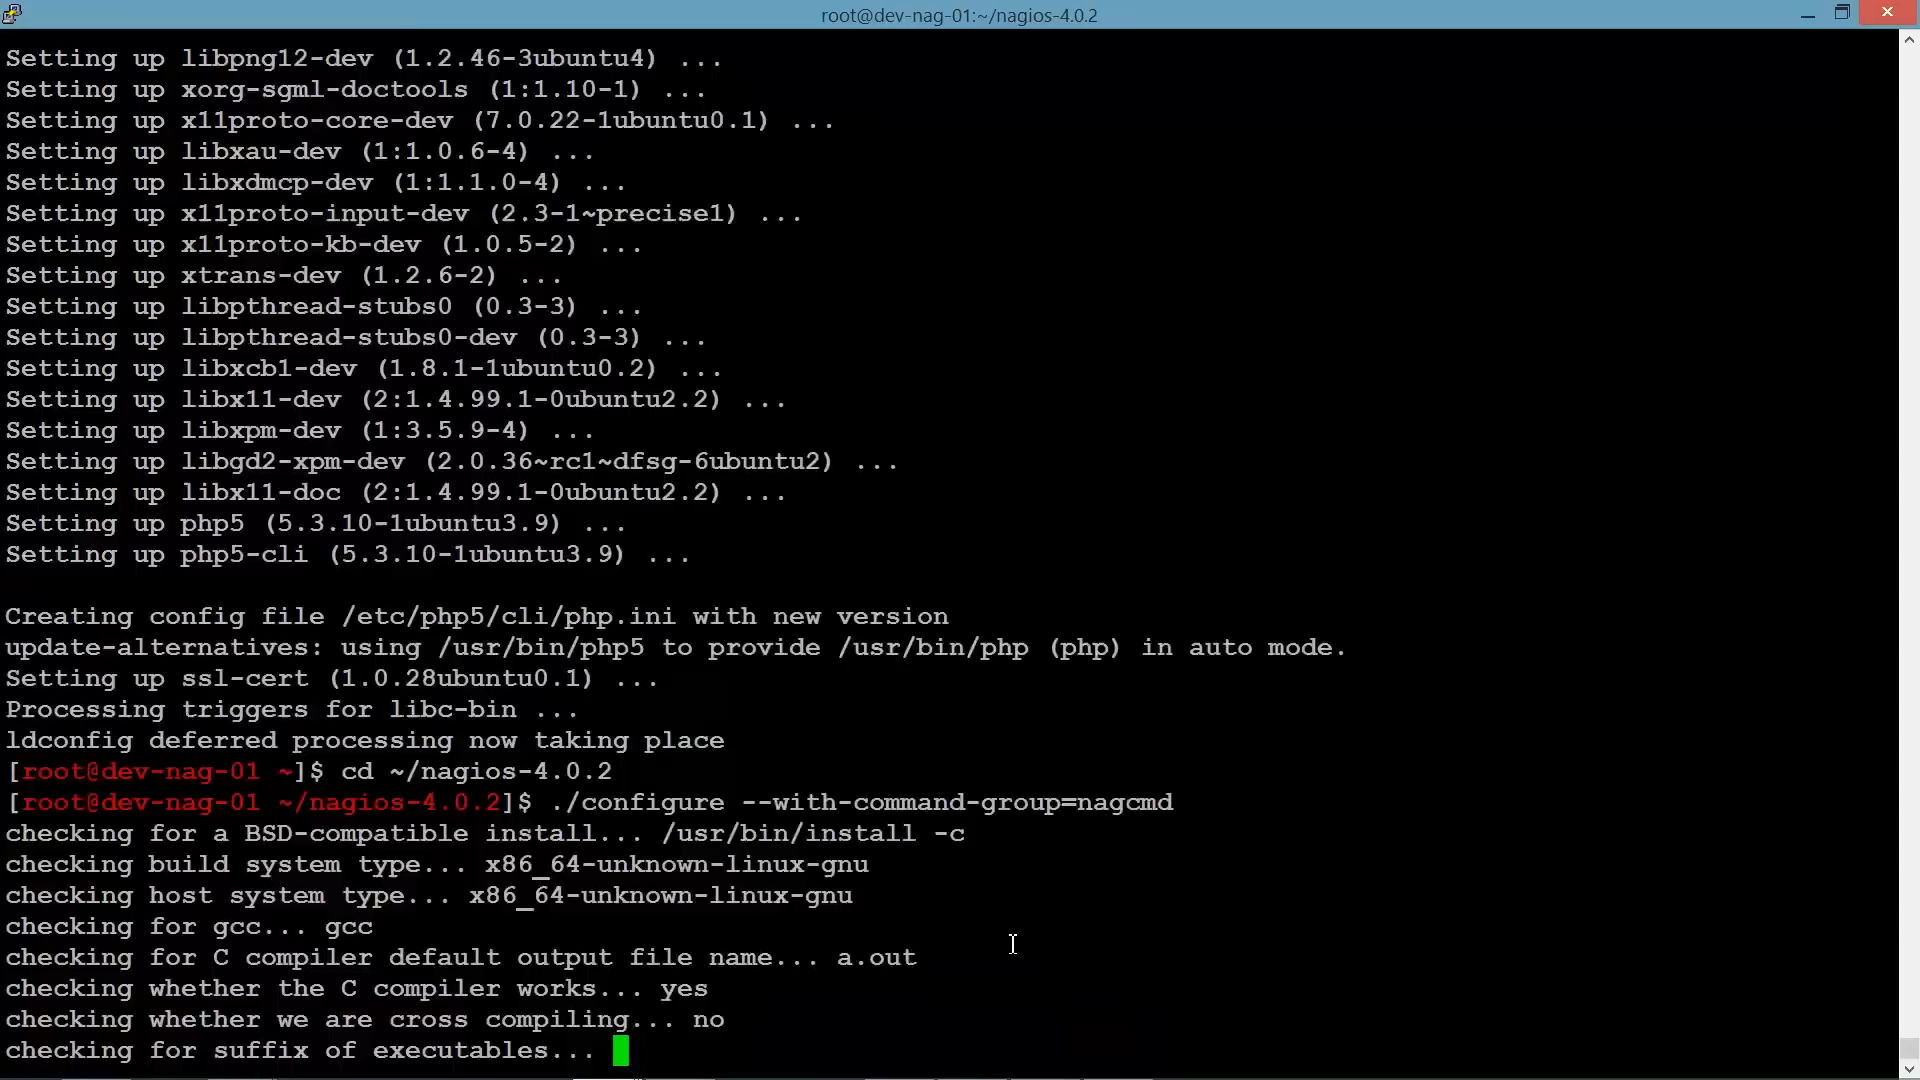 root@dev-nag-01:~/nagios-4.0.2
Setting up libpng12-dev (1.2.46-3ubuntu4) ...
Setting up xorg-sgml-doctools (1:1.10-1) ...
Setting up x11proto-core-dev (7.0.22-1ubuntu0.1) ...
Setting up libxau-dev (1:1.0.6-4) ...
Setting up libxdmcp-dev (1:1.1.0-4) ...
Setting up x11proto-input-dev (2.3-1~precise1) ...
Setting up x11proto-kb-dev (1.0.5-2) ...
Setting up xtrans-dev (1.2.6-2) ...
Setting up libpthread-stubs0 (0.3-3) ...
Setting up libpthread-stubs0-dev (0.3-3) ...
Setting up libxcb1-dev (1.8.1-1ubuntu0.2) ...
Setting up libx11-dev (2:1.4.99.1-0ubuntu2.2) ...
Setting up libxpm-dev (1:3.5.9-4) ...
Setting up libgd2-xpm-dev (2.0.36~rc1~dfsg-6ubuntu2) ...
Setting up libx11-doc (2:1.4.99.1-0ubuntu2.2) ...
Setting up php5 (5.3.10-1ubuntu3.9) ...
Setting up php5-cli (5.3.10-1ubuntu3.9) ...
Creating config file /etc/php5/cli/php.ini with new version
update-alternatives: using /usr/bin/php5 to provide /usr/bin/php (php) in auto mode.
Setting up ssl-cert (1.0.28ubuntu0.1) ...
Processing triggers for libc-bin ...
ldconfig deferred processing now taking place
[root@dev-nag-01 ~]$ cd ~/nagios-4.0.2
[root@dev-nag-01 ~/nagios-4.0.2]$ ./configure --with-command-group=nagcmd
checking for a BSD-compatible install... /usr/bin/install -c
checking build system type... x86_64-unknown-linux-gnu
checking host system type... x86_64-unknown-linux-gnu
checking for gcc... gcc
checking for C compiler default output file name... a.out
checking whether the C compiler works... yes
checking whether we are cross compiling... no
checking for suffix of executables...